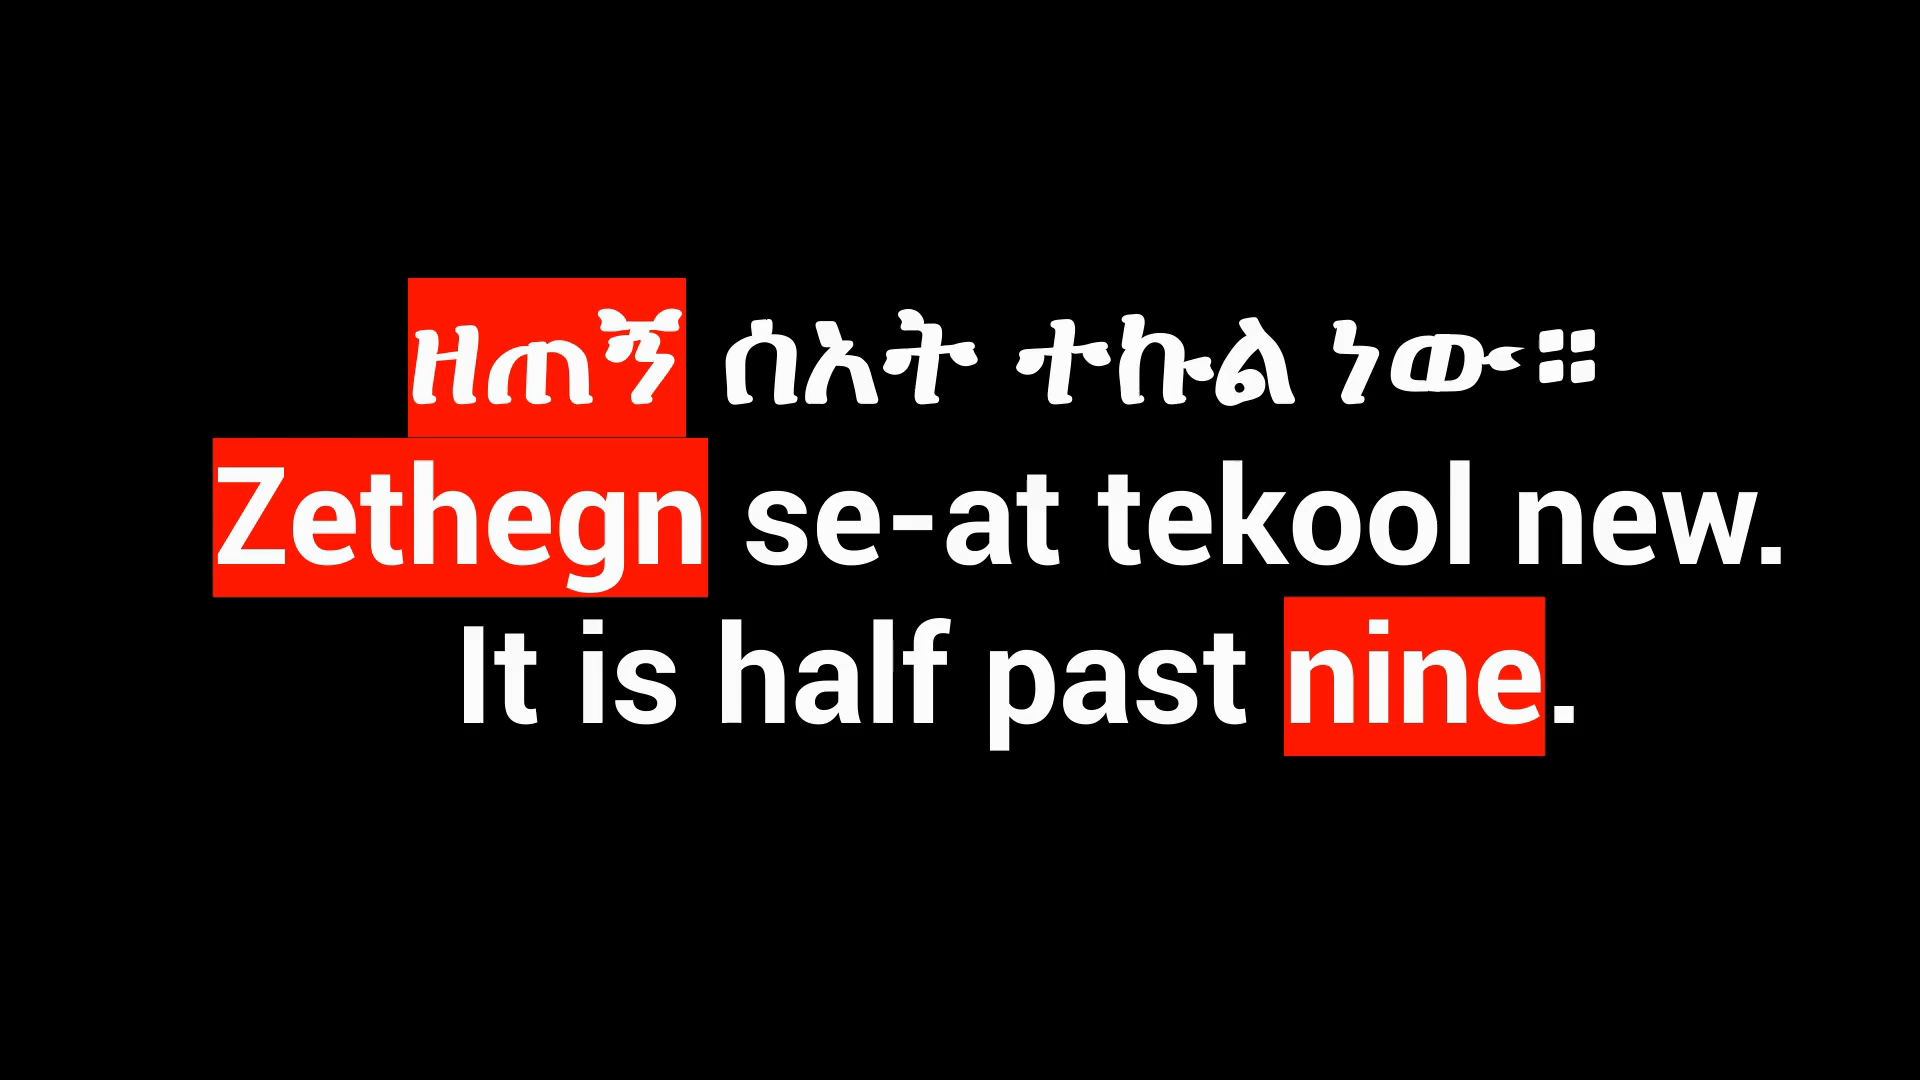 ዘጠኝ ሰአት ተኩል ነው።
Zethegn se-at tekool new.
It is half past nine.